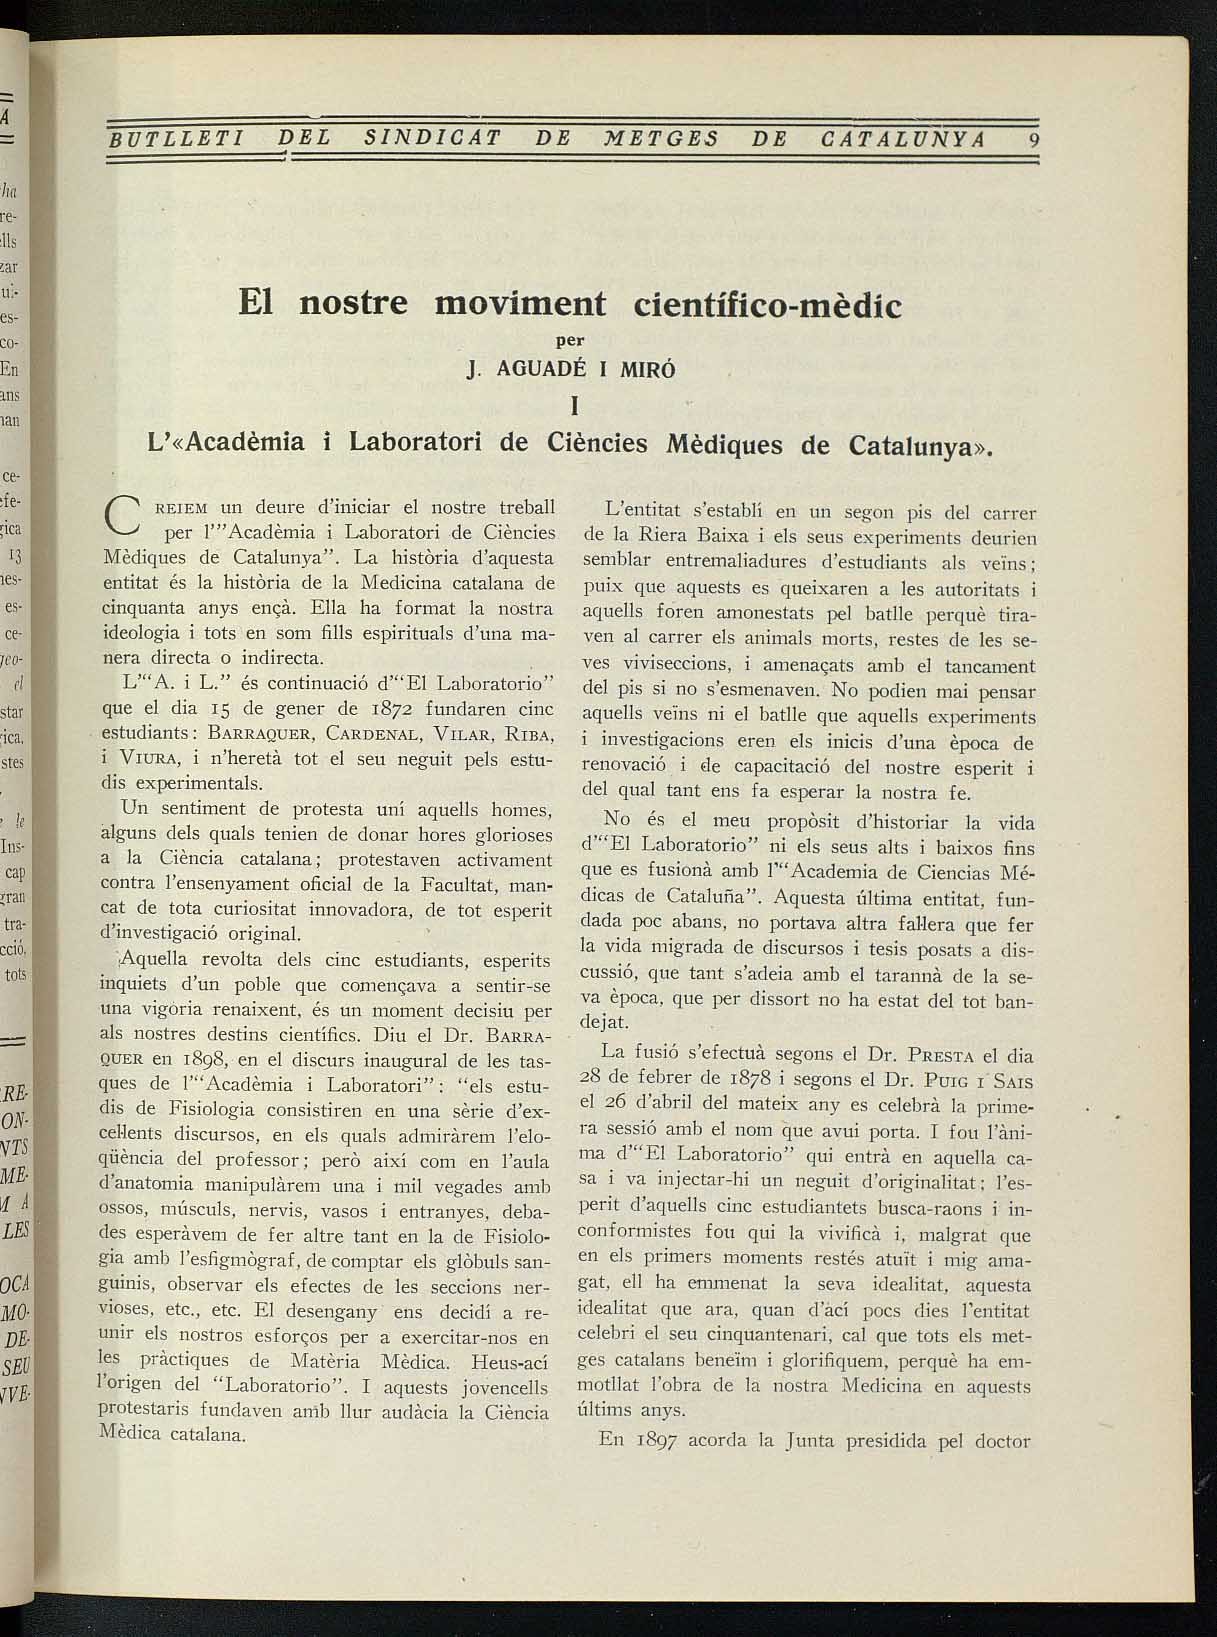 BUTLLETI DEL SINDICAT DE METGES DE CATALUNYA 9
El nostre moviment científico-mèdic
per
J. AGUADÉ I MIRÓ
I
L'«Acadèmia i Laboratori de Ciències Mèdiques de Catalunya».
CREIEM un deure d'iniciar el nostre treball
per l'"Acadèmia i Laboratori de Ciències
Mèdiques de Catalunya". La història d'aquesta
entitat és la història de la Medicina catalana de
cinquanta anys ençà. Ella ha format la nostra
ideologia i tots en som fills espirituals d'una ma-
nera directa o indirecta.
L'"A. i L." és continuació d'"El Laboratorio"
que el dia 15 de gener de 1872 fundaren cinc
estudiants: BARRAQUER, CARDENAL, VILAR, RIBA,
i VIURA, i n'heretà tot el seu neguit pels estu-
dis experimentals.
Un sentiment de protesta uní aquells homes,
alguns dels quals tenien de donar hores glorioses
a la Ciència catalana; protestaven activament
contra l'ensenyament oficial de la Facultat, man-
cat de tota curiositat innovadora, de tot esperit
d'investigació original.
Aquella revolta dels cinc estudiants, esperits
inquiets d'un poble que començava a sentir-se
una vigoria renaixent, és un moment decisiu per
als nostres destins científics. Diu el Dr. BARRA-
QUER en 1898, en el discurs inaugural de les tas-
ques de l'"Acadèmia i Laboratori": "els estu-
dis de Fisiologia consistiren en una sèrie d'ex-
cel·lents discursos, en els quals admiràrem l'elo-
qüència del professor; però així com en l'aula
d'anatomia manipulàrem una i mil vegades amb
ossos, músculs, nervis, vasos i entranyes, deba-
des esperàvem de fer altre tant en la de Fisiolo-
gia amb l'esfigmògraf, de comptar els glòbuls san-
guinis, observar els efectes de les seccions ner-
vioses, etc., etc. El desengany ens decidí a re-
unir els nostros esforços per a exercitar-nos en
les pràctiques de Matèria Mèdica. Heus-ací
l'origen del "Laboratorio". I aquests jovencells
protestaris fundaven amb llur audàcia la Ciència
Mèdica catalana.
L'entitat s'establí en un segon pis del carrer
de la Riera Baixa i els seus experiments deurien
semblar entremaliadures d'estudiants als veïns;
puix que aquests es queixaren a les autoritats i
aquells foren amonestats pel batlle perquè tira-
ven al carrer els animals morts, restes de les se-
ves viviseccions, i amenaçats amb el tancament
del pis si no s'esmenaven. No podien mai pensar
aquells veïns ni el batlle que aquells experiments
i investigacions eren els inicis d'una època de
renovació i de capacitació del nostre esperit i
del qual tant ens fa esperar la nostra fe.
No és el meu propòsit d'historiar la vida
d'"El Laboratorio" ni els seus alts i baixos fins
que es fusionà amb l'"Academia de Ciencias Mé-
dicas de Cataluña". Aquesta última entitat, fun-
dada poc abans, no portava altra fal·lera que fer
la vida migrada de discursos i tesis posats a dis-
cussió, que tant s'adeia amb el tarannà de la se-
va època, que per dissort no ha estat del tot ban-
dejat.
La fusió s'efectuà segons el Dr. PRESTA el dia
28 de febrer de 1878 i segons el Dr. PUIG I SAIS
el 26 d'abril del mateix any es celebrà la prime-
ra sessió amb el nom que avui porta. I fou l'àni-
ma d'"El Laboratorio" qui entrà en aquella ca-
sa i va injectar-hi un neguit d'originalitat; l'es-
perit d'aquells cinc estudiantets busca-raons i in-
conformistes fou qui la vivificà i, malgrat que
en els primers moments restés atuït i mig ama-
gat, ell ha emmenat la seva idealitat, aquesta
idealitat que ara, quan d'ací pocs dies l'entitat
celebri el seu cinquantenari, cal que tots els met-
ges catalans beneïm i glorifiquem, perquè ha em-
motllat l'obra de la nostra Medicina en aquests
últims anys.
En 1897 acorda la Junta presidida pel doctor